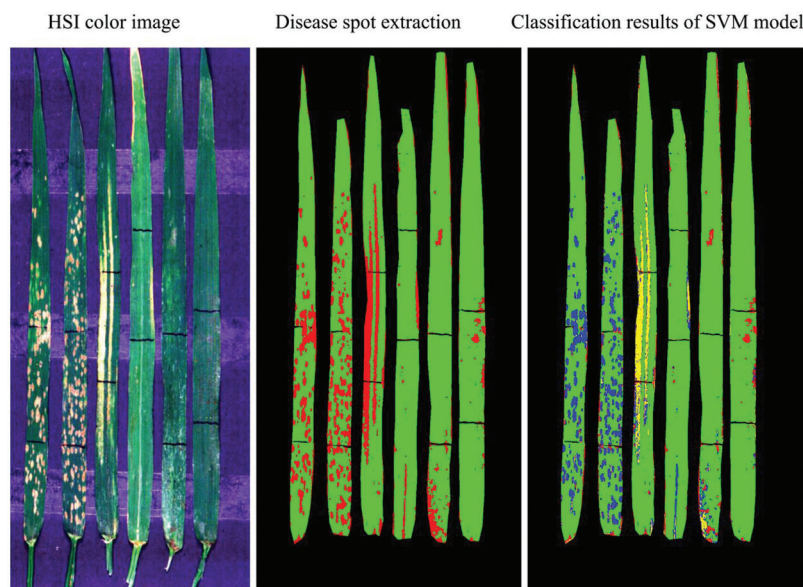 HSI color image
Disease spot extraction
Classification results of SVM model